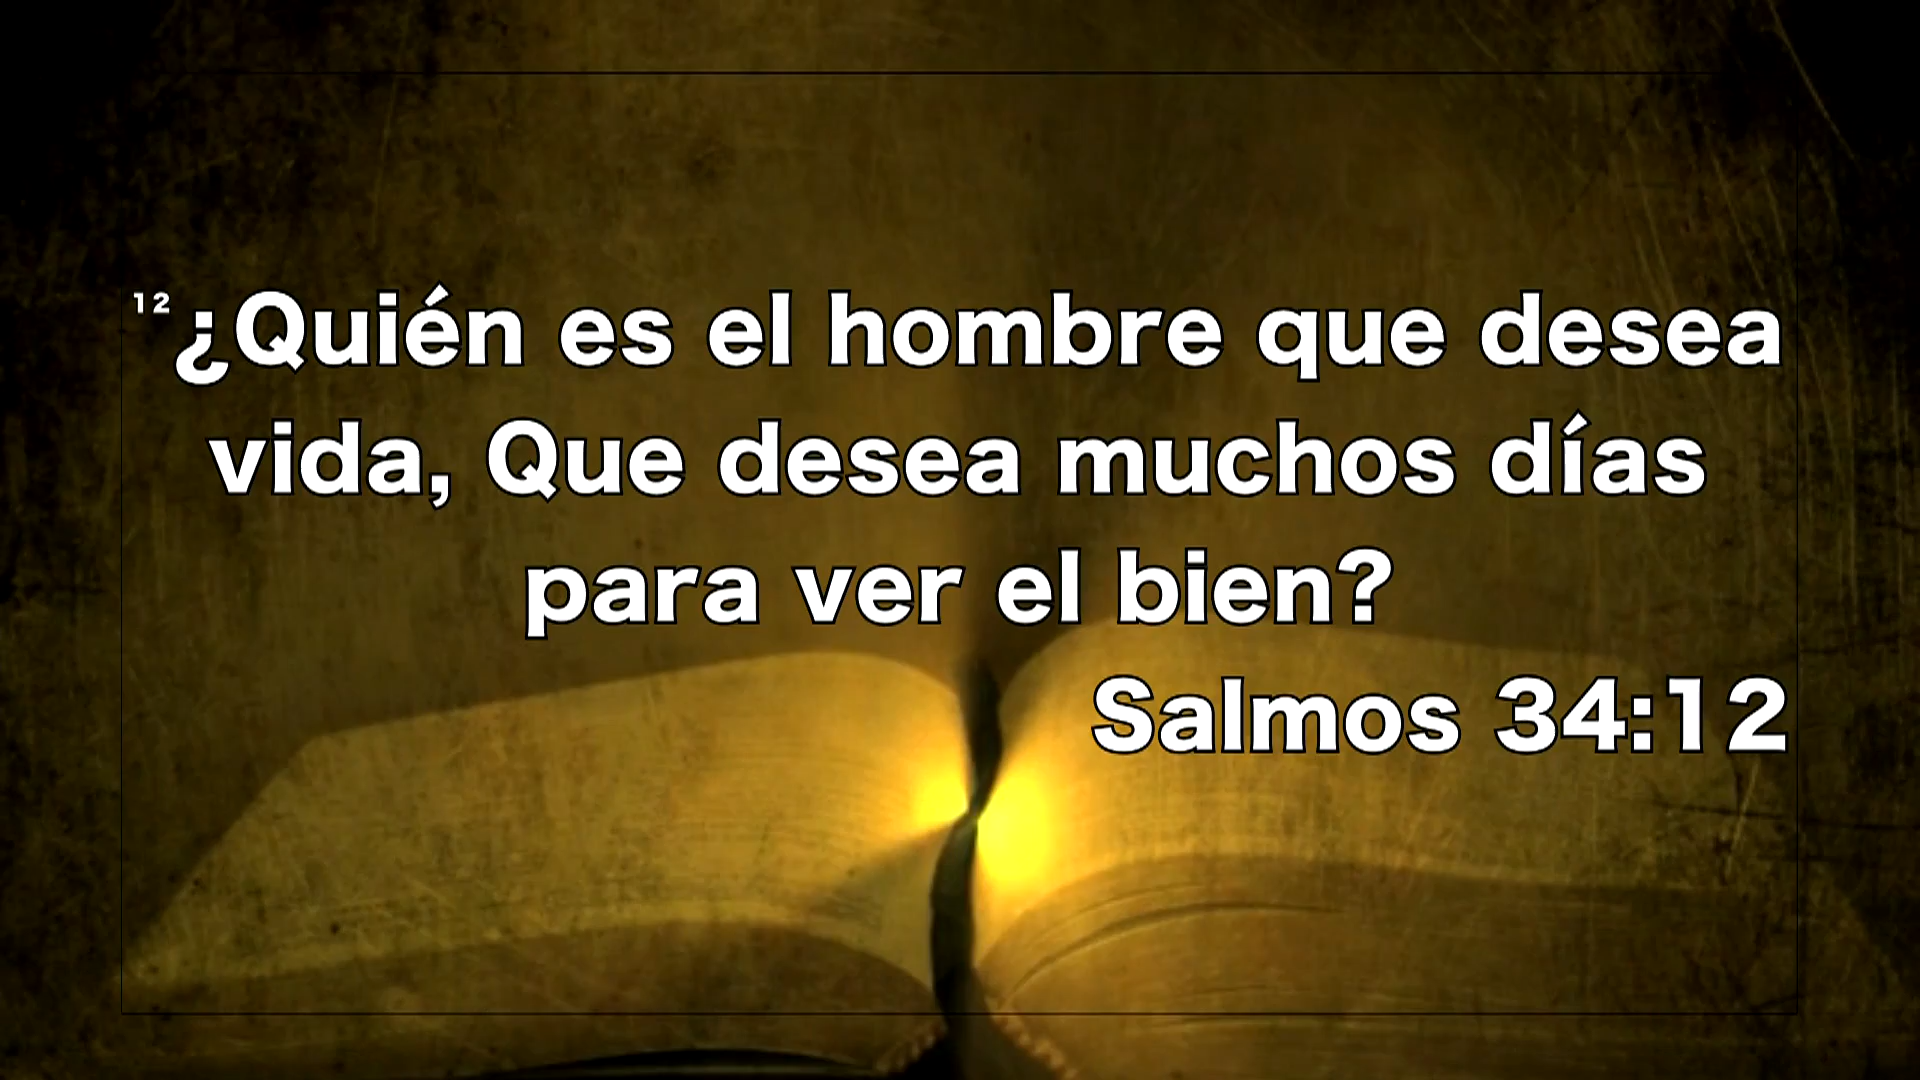 12 ¿Quién es el hombre que desea
vida, Que desea muchos días
para ver el bien?
Salmos 34:12